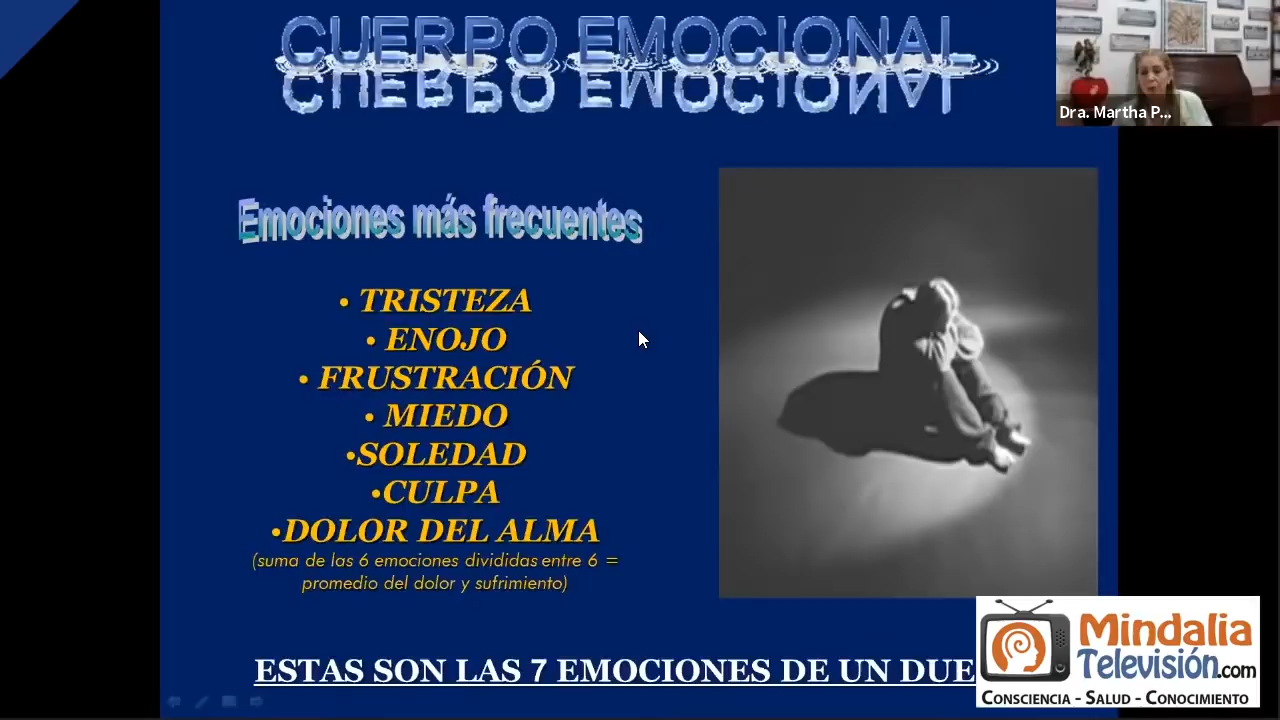 CUERPO EMOCIONAL
Dra. Martha P...
Emociones más frecuentes
• TRISTEZA
• ENOJO
• FRUSTRACIÓN
• MIEDO
•SOLEDAD
•CULPA
•DOLOR DEL ALMA
(suma de las 6 emociones divididas entre 6 =
promedio del dolor y sufrimiento)
ESTAS SON LAS 7 EMOCIONES DE UN DUE
Mindalia
Televisión.com
CONSCIENCIA - SALUD - CONOCIMIENTO